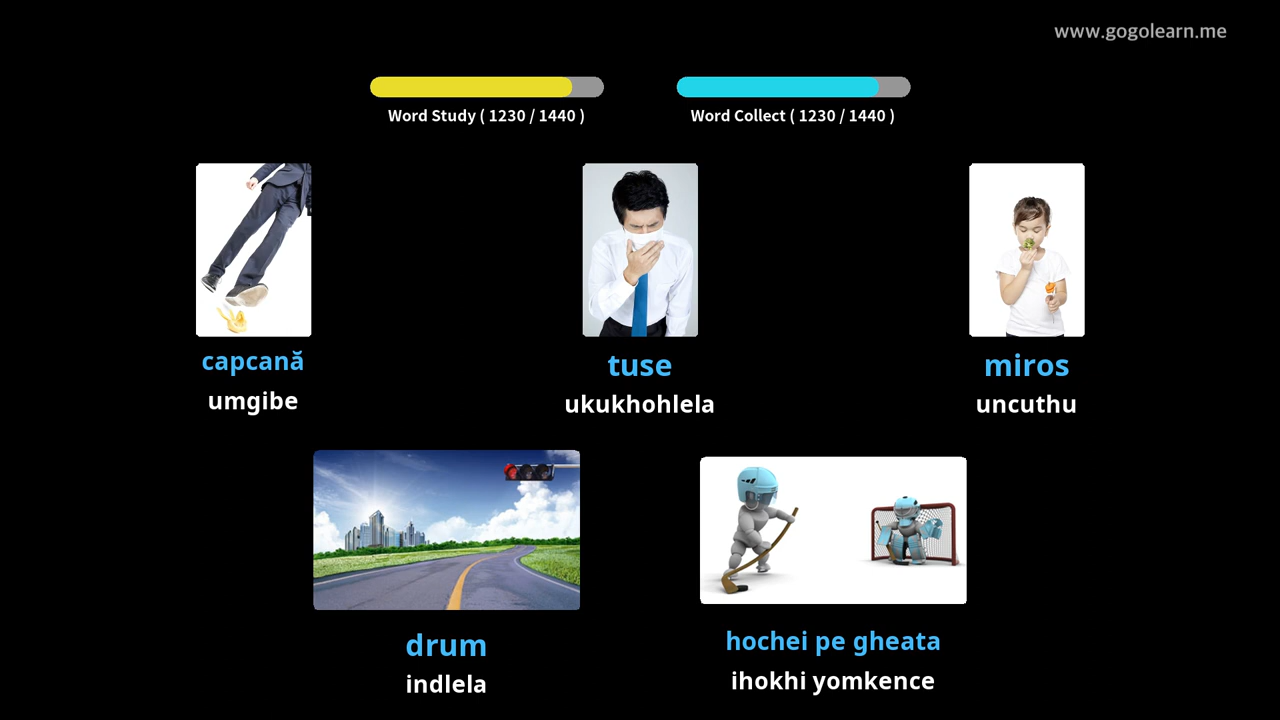 www.gogolearn.me
Word Study ( 1230 / 1440 )
Word Collect ( 1230 / 1440 )
capcană
umgibe
tuse
ukukhohlela
miros
uncuthu
drum
indlela
hochei pe gheata
ihokhi yomkence